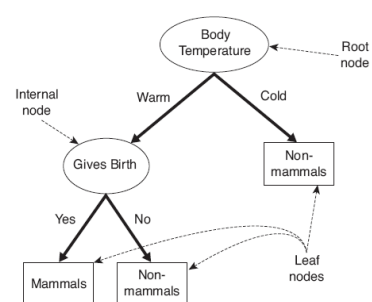 Body
Temperature
Root
node
Internal
node
Warm
Cold
Gives Birth
Non-
mammals
Yes
No
Leaf
nodes
Mammals
Non-
mammals